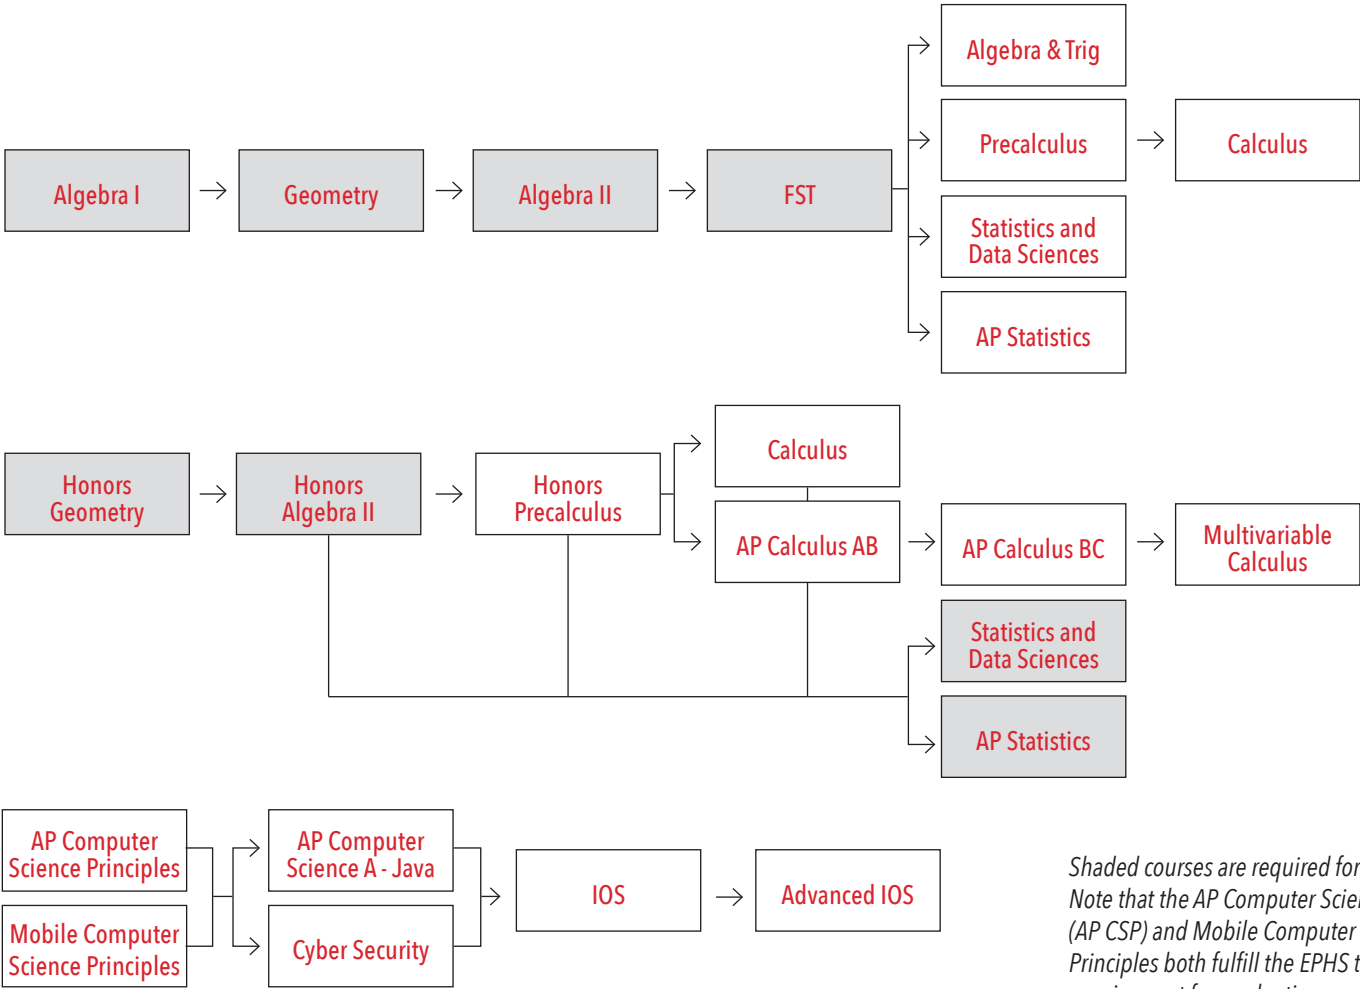 Algebra & Trig
Precalculus
Calculus
Algebra I
Geometry
Algebra II
FST
Statistics and
Data Sciences
AP Statistics
Calculus
Honors
Geometry
Honors
Algebra II
Honors
Precalculus
AP Calculus AB
AP Calculus BC
Multivariable
Calculus
Statistics and
Data Sciences
AP Statistics
AP Computer
Science Principles
AP Computer
Science A - Java
IOS
Advanced IOS
Mobile Computer
Science Principles
Cyber Security
Shaded courses are required for
Note that the AP Computer Scien
(AP CSP) and Mobile Computer
Principles both fulfill the EPHS t